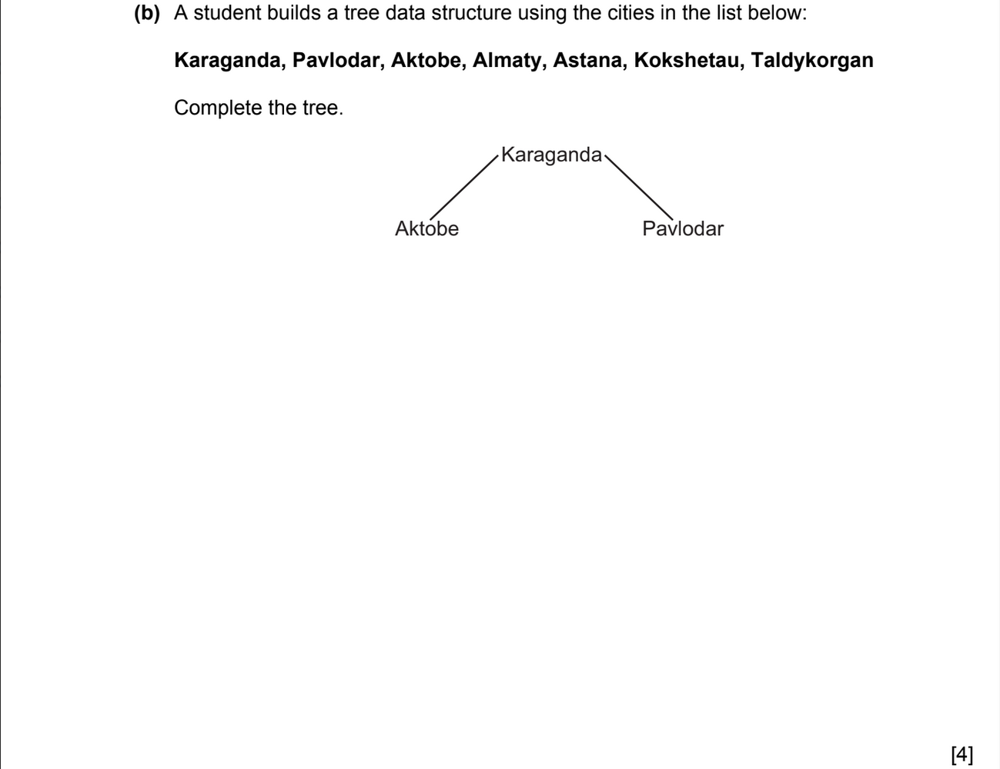 (b) A student builds a tree data structure using the cities in the list below:
Karaganda, Pavlodar, Aktobe, Almaty, Astana, Kokshetau, Taldykorgan
Complete the tree.
Karaganda
Aktobe Pavlodar
[4]